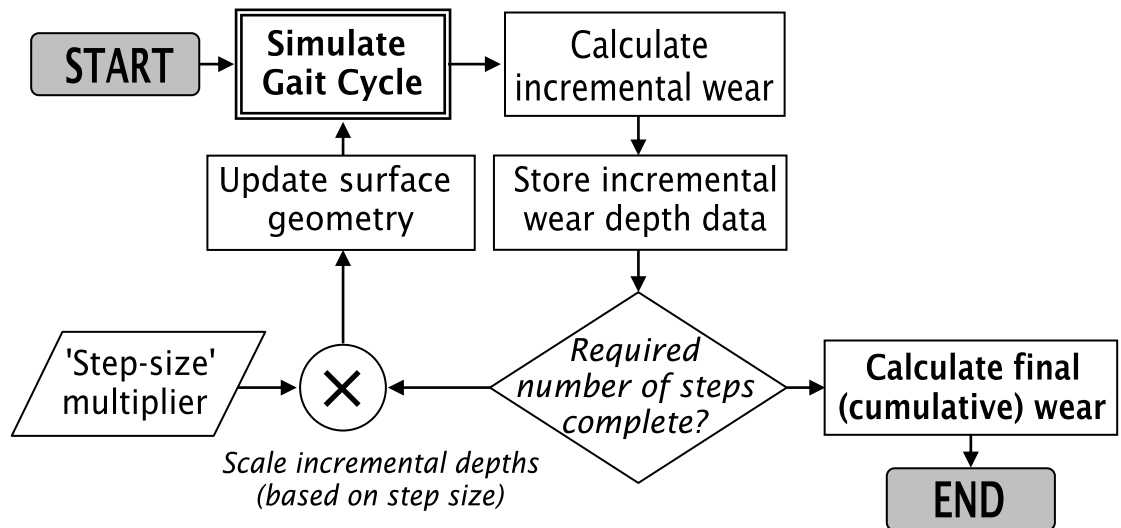 START
Simulate
Gait Cycle
Calculate
incremental wear
Update surface
geometry
Store incremental
wear depth data
'Step-size'
multiplier
×
Required
number of steps
complete?
Calculate final
(cumulative) wear
Scale incremental depths
(based on step size)
END